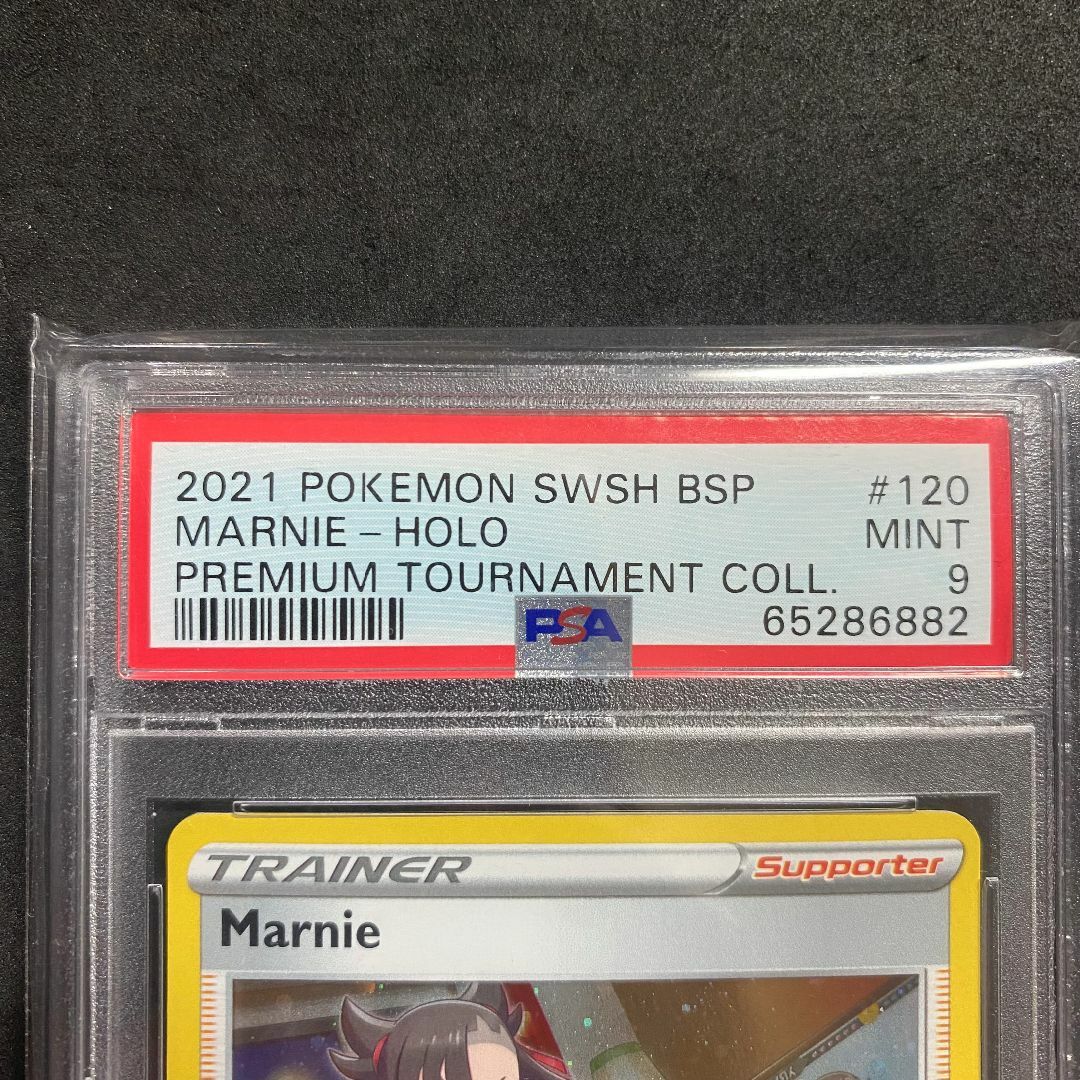 2021 POKEMON SWSH BSP #120
MARNIE - HOLO MINT
PREMIUM TOURNAMENT COLL. 9
PSA 65286882
TRAINER Supporter
Marnie